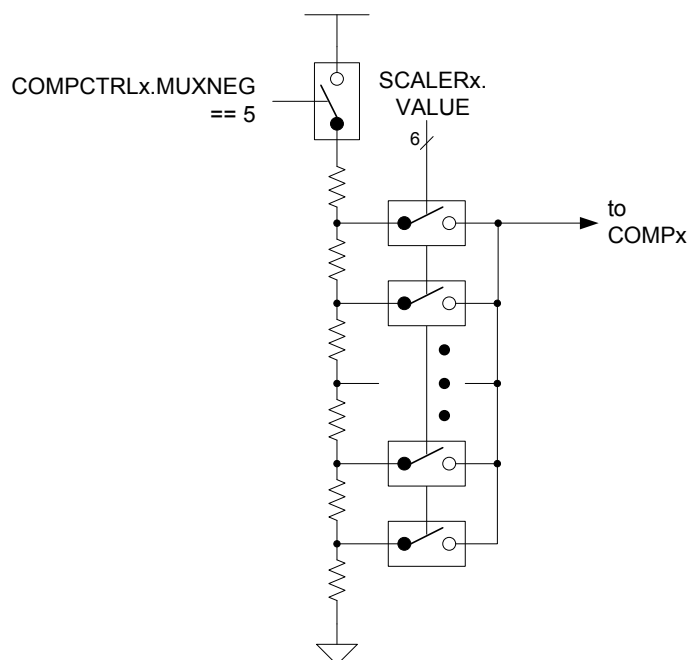 COMPCTRLx.MUXNEG
== 5
SCALERx.
VALUE
6
to
COMPx